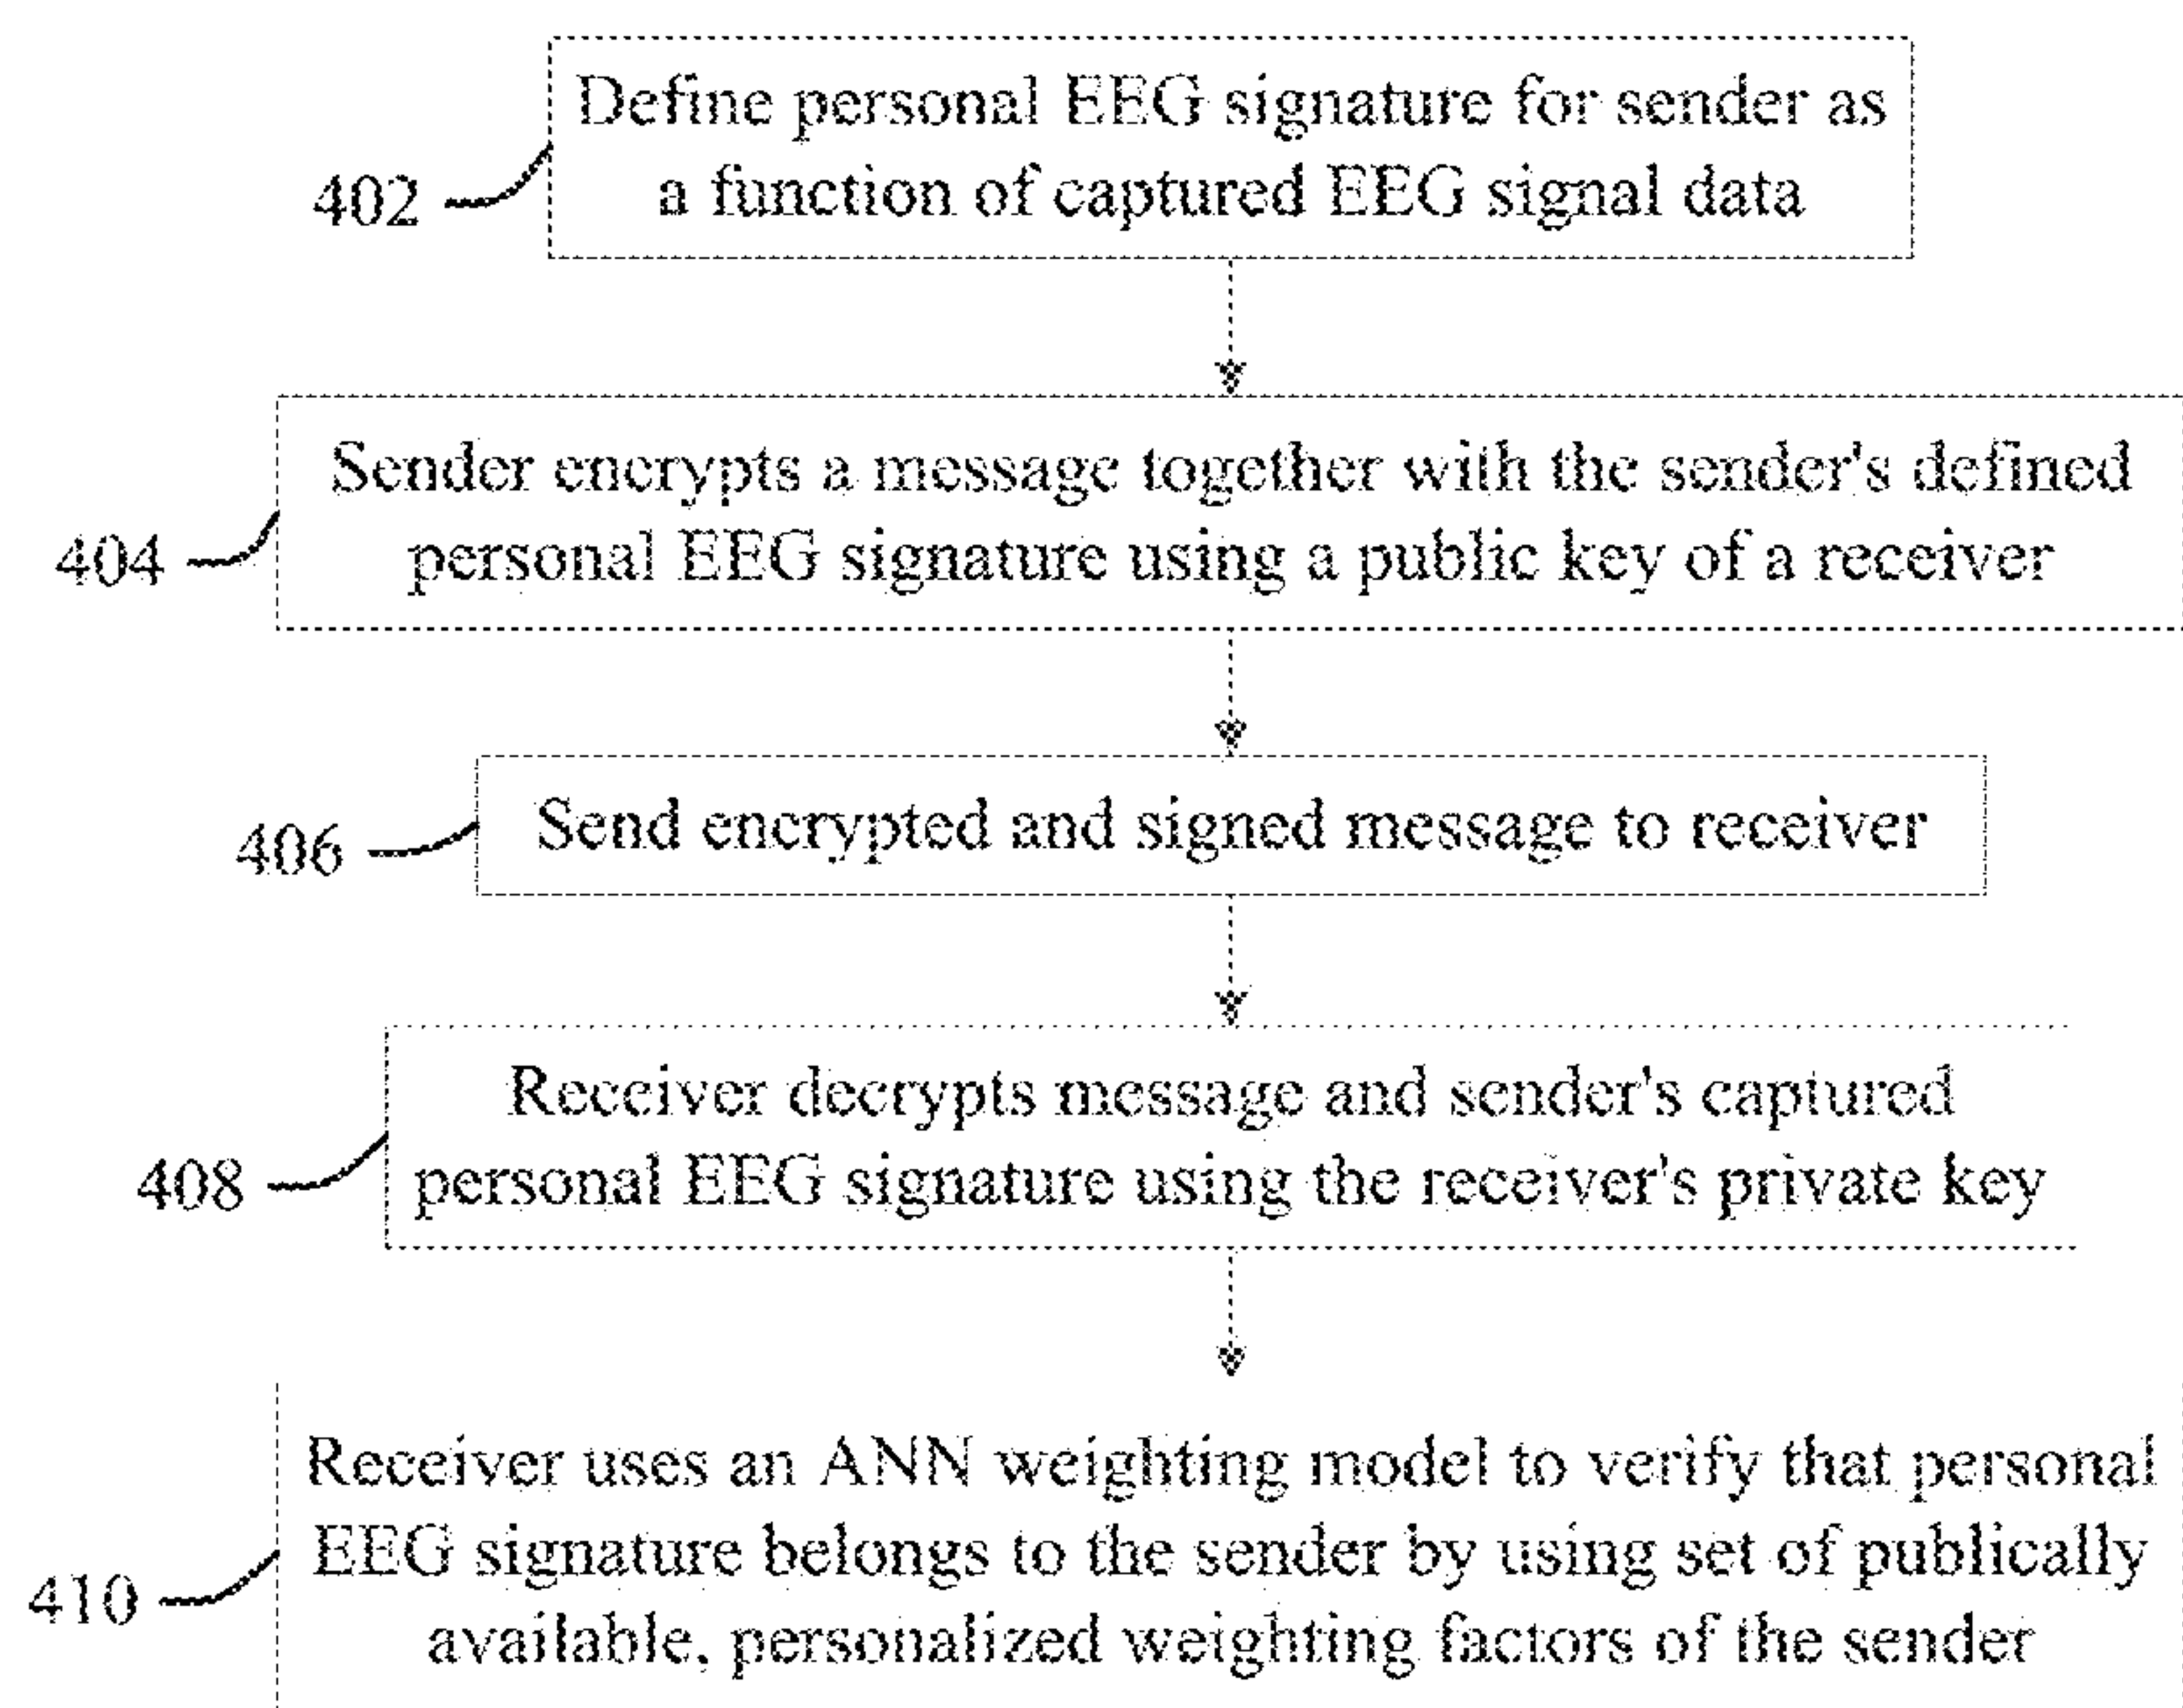 Define personal EEG signature for sender as
402
a function of captured EEG signal data
Sender encrypts a message together with the sender's defined
404
personal EEG signature using a public key of a receiver
406
Send encrypted and signed message to receiver
Receiver decrypts message and sender's captured
408
personal EEG signature using the receiver's private key
Receiver uses an ANN weighting model to verify that personal
EEG signature belongs to the sender by using set of publically
410
available, personalized weighting factors of the sender